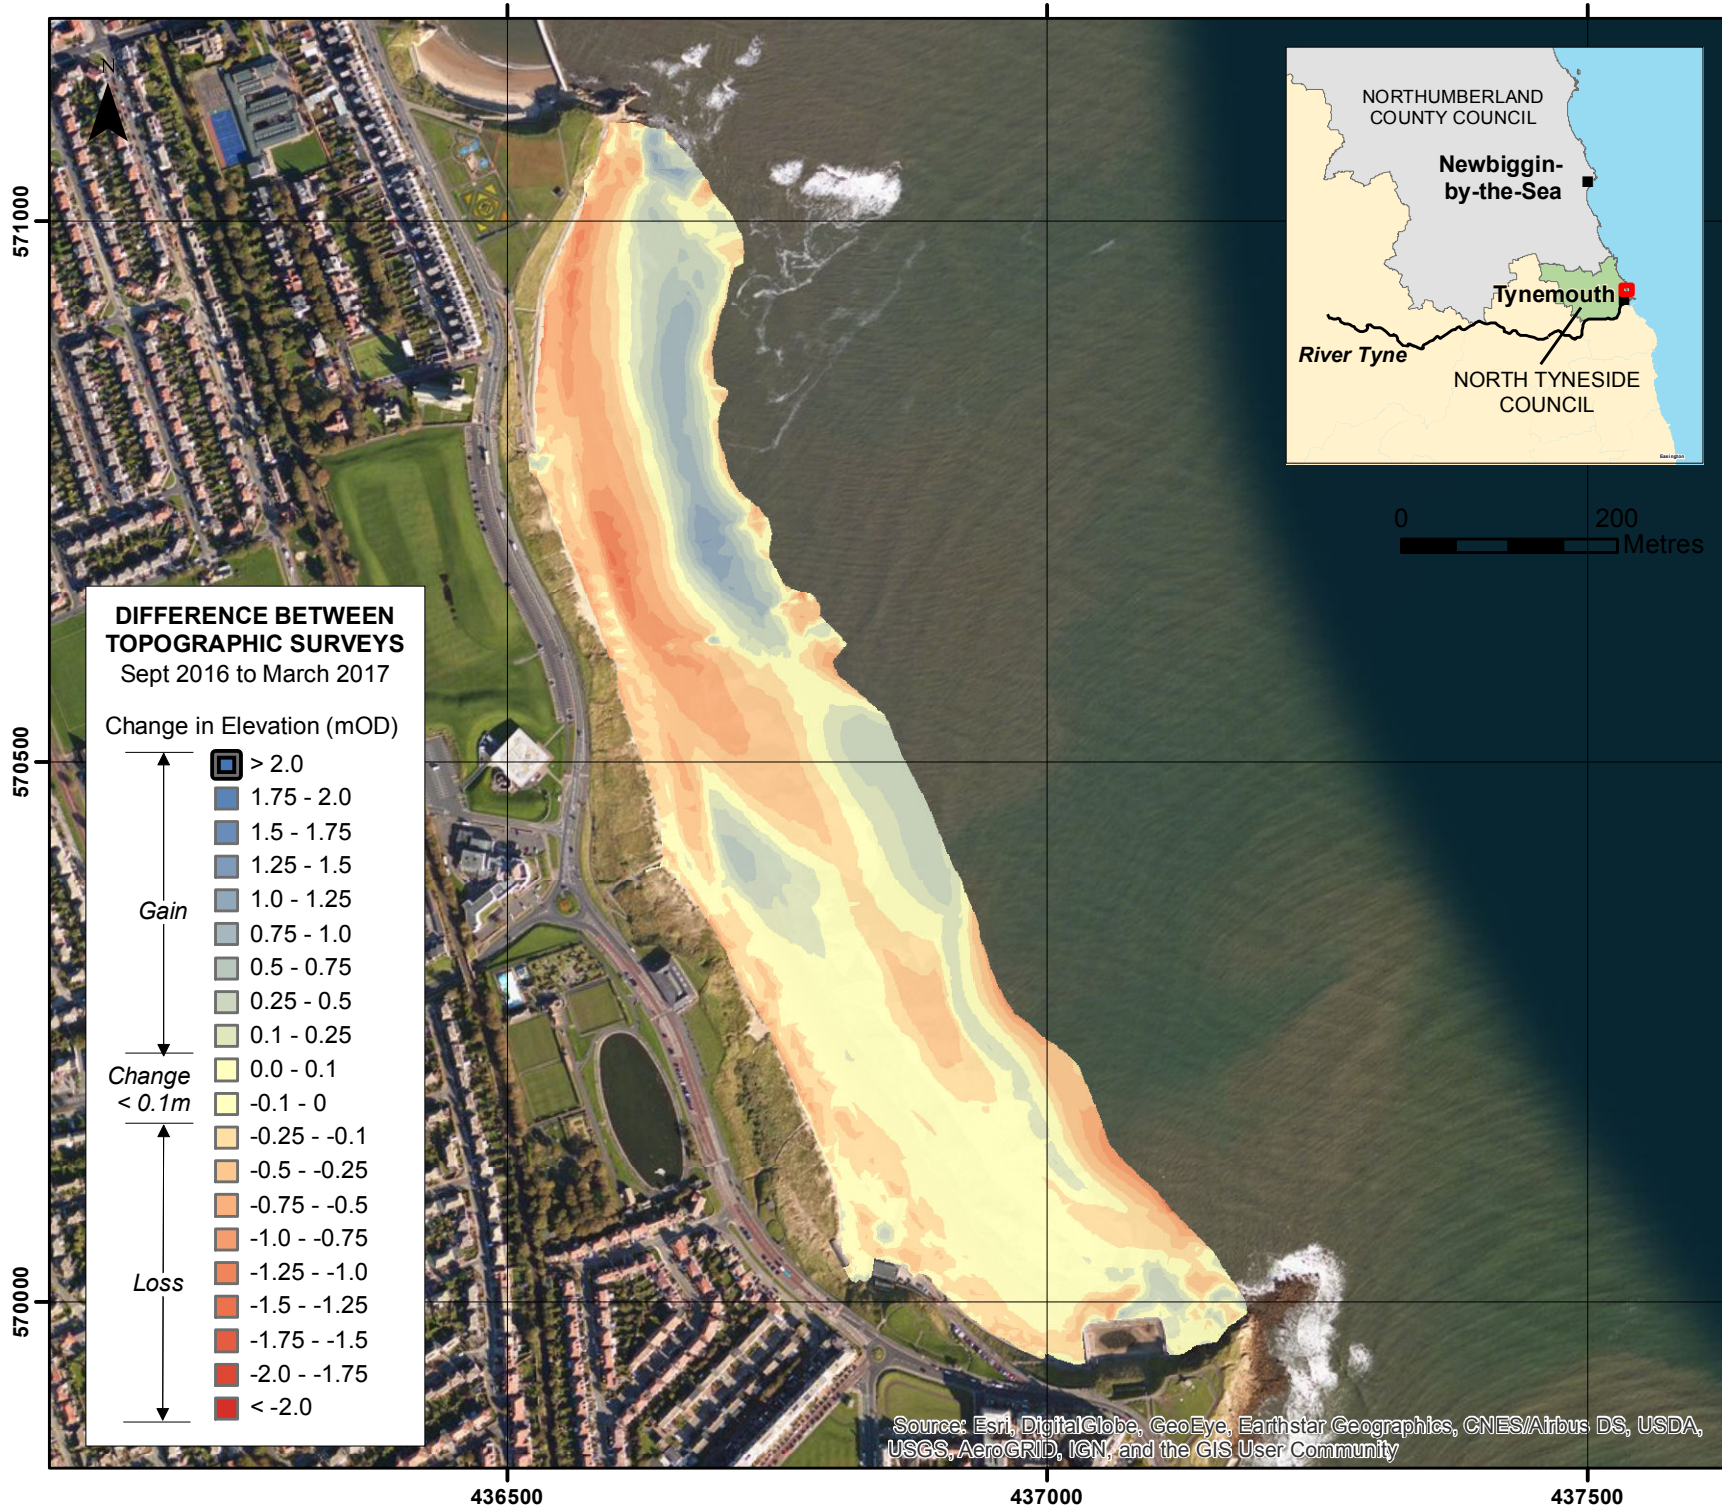 N
571000
570500
570000
436500
437000
437500
NORTHUMBERLAND
COUNTY COUNCIL
Newbiggin-
by-the-Sea
Tynemouth
River Tyne
NORTH TYNESIDE
COUNCIL
Easington
0 200
Metres
DIFFERENCE BETWEEN
TOPOGRAPHIC SURVEYS
Sept 2016 to March 2017
Change in Elevation (mOD)
> 2.0
1.75 - 2.0
1.5 - 1.75
1.25 - 1.5
1.0 - 1.25
Gain
0.75 - 1.0
0.5 - 0.75
0.25 - 0.5
0.1 - 0.25
0.0 - 0.1
Change
< 0.1m
-0.1 - 0
-0.25 - -0.1
-0.5 - -0.25
-0.75 - -0.5
-1.0 - -0.75
-1.25 - -1.0
Loss
-1.5 - -1.25
-1.75 - -1.5
-2.0 - -1.75
< -2.0
Source: Esri, DigitalGlobe, GeoEye, Earthstar Geographics, CNES/Airbus DS, USDA,
USGS, AeroGRID, IGN, and the GIS User Community